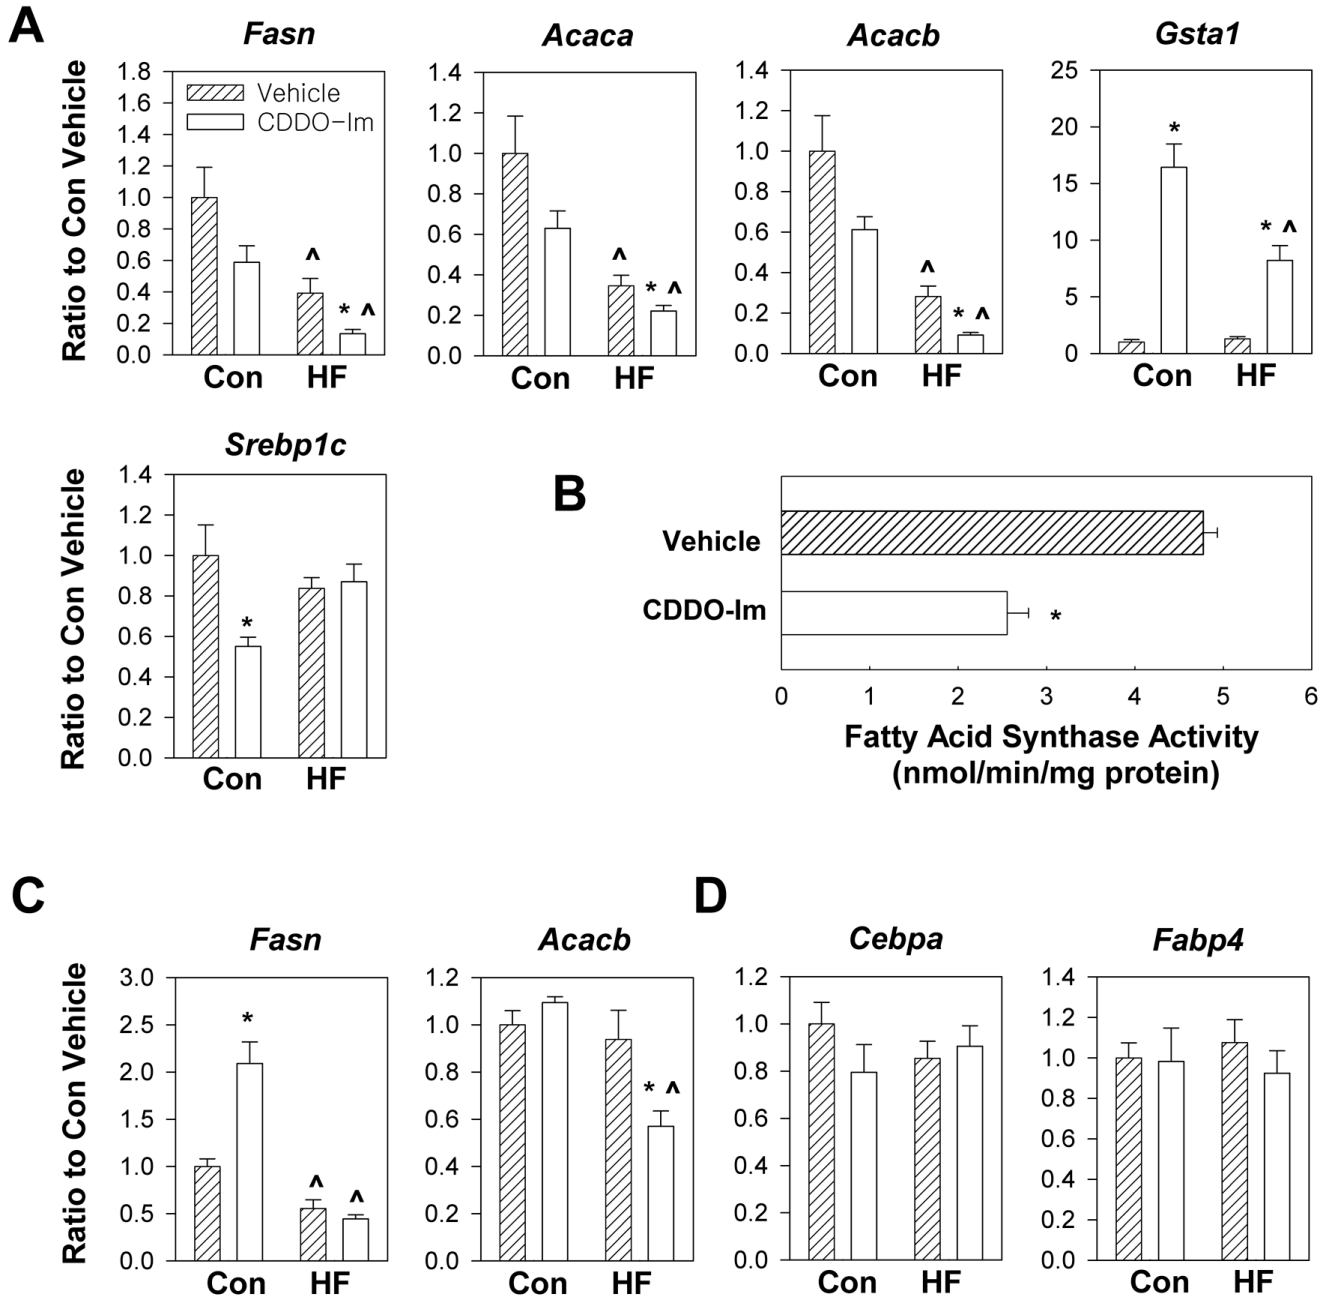 A
Fasn
Acaca
Acacb
Gsta1
Ratio to Con Vehicle
1.8
1.6
1.4
1.2
1.0
0.8
0.6
0.4
0.2
0.0
Vehicle
CDDO-Im
^
* ^
Con HF
1.4
1.2
1.0
0.8
0.6
0.4
0.2
0.0
^
* ^
Con HF
1.4
1.2
1.0
0.8
0.6
0.4
0.2
0.0
^
* ^
Con HF
25
20
15
10
5
0
*
* ^
Con HF
Srebp1c
Ratio to Con Vehicle
1.4
1.2
1.0
0.8
0.6
0.4
0.2
0.0
*
Con HF
B
Vehicle
CDDO-Im
*
0 1 2 3 4 5 6
Fatty Acid Synthase Activity
(nmol/min/mg protein)
C
Fasn
Acacb
Ratio to Con Vehicle
3.0
2.5
2.0
1.5
1.0
0.5
0.0
*
^ ^
Con HF
1.2
1.0
0.8
0.6
0.4
0.2
0.0
* ^
Con HF
D
Cebpa
Fabp4
1.2
1.0
0.8
0.6
0.4
0.2
0.0
Con HF
1.4
1.2
1.0
0.8
0.6
0.4
0.2
0.0
Con HF